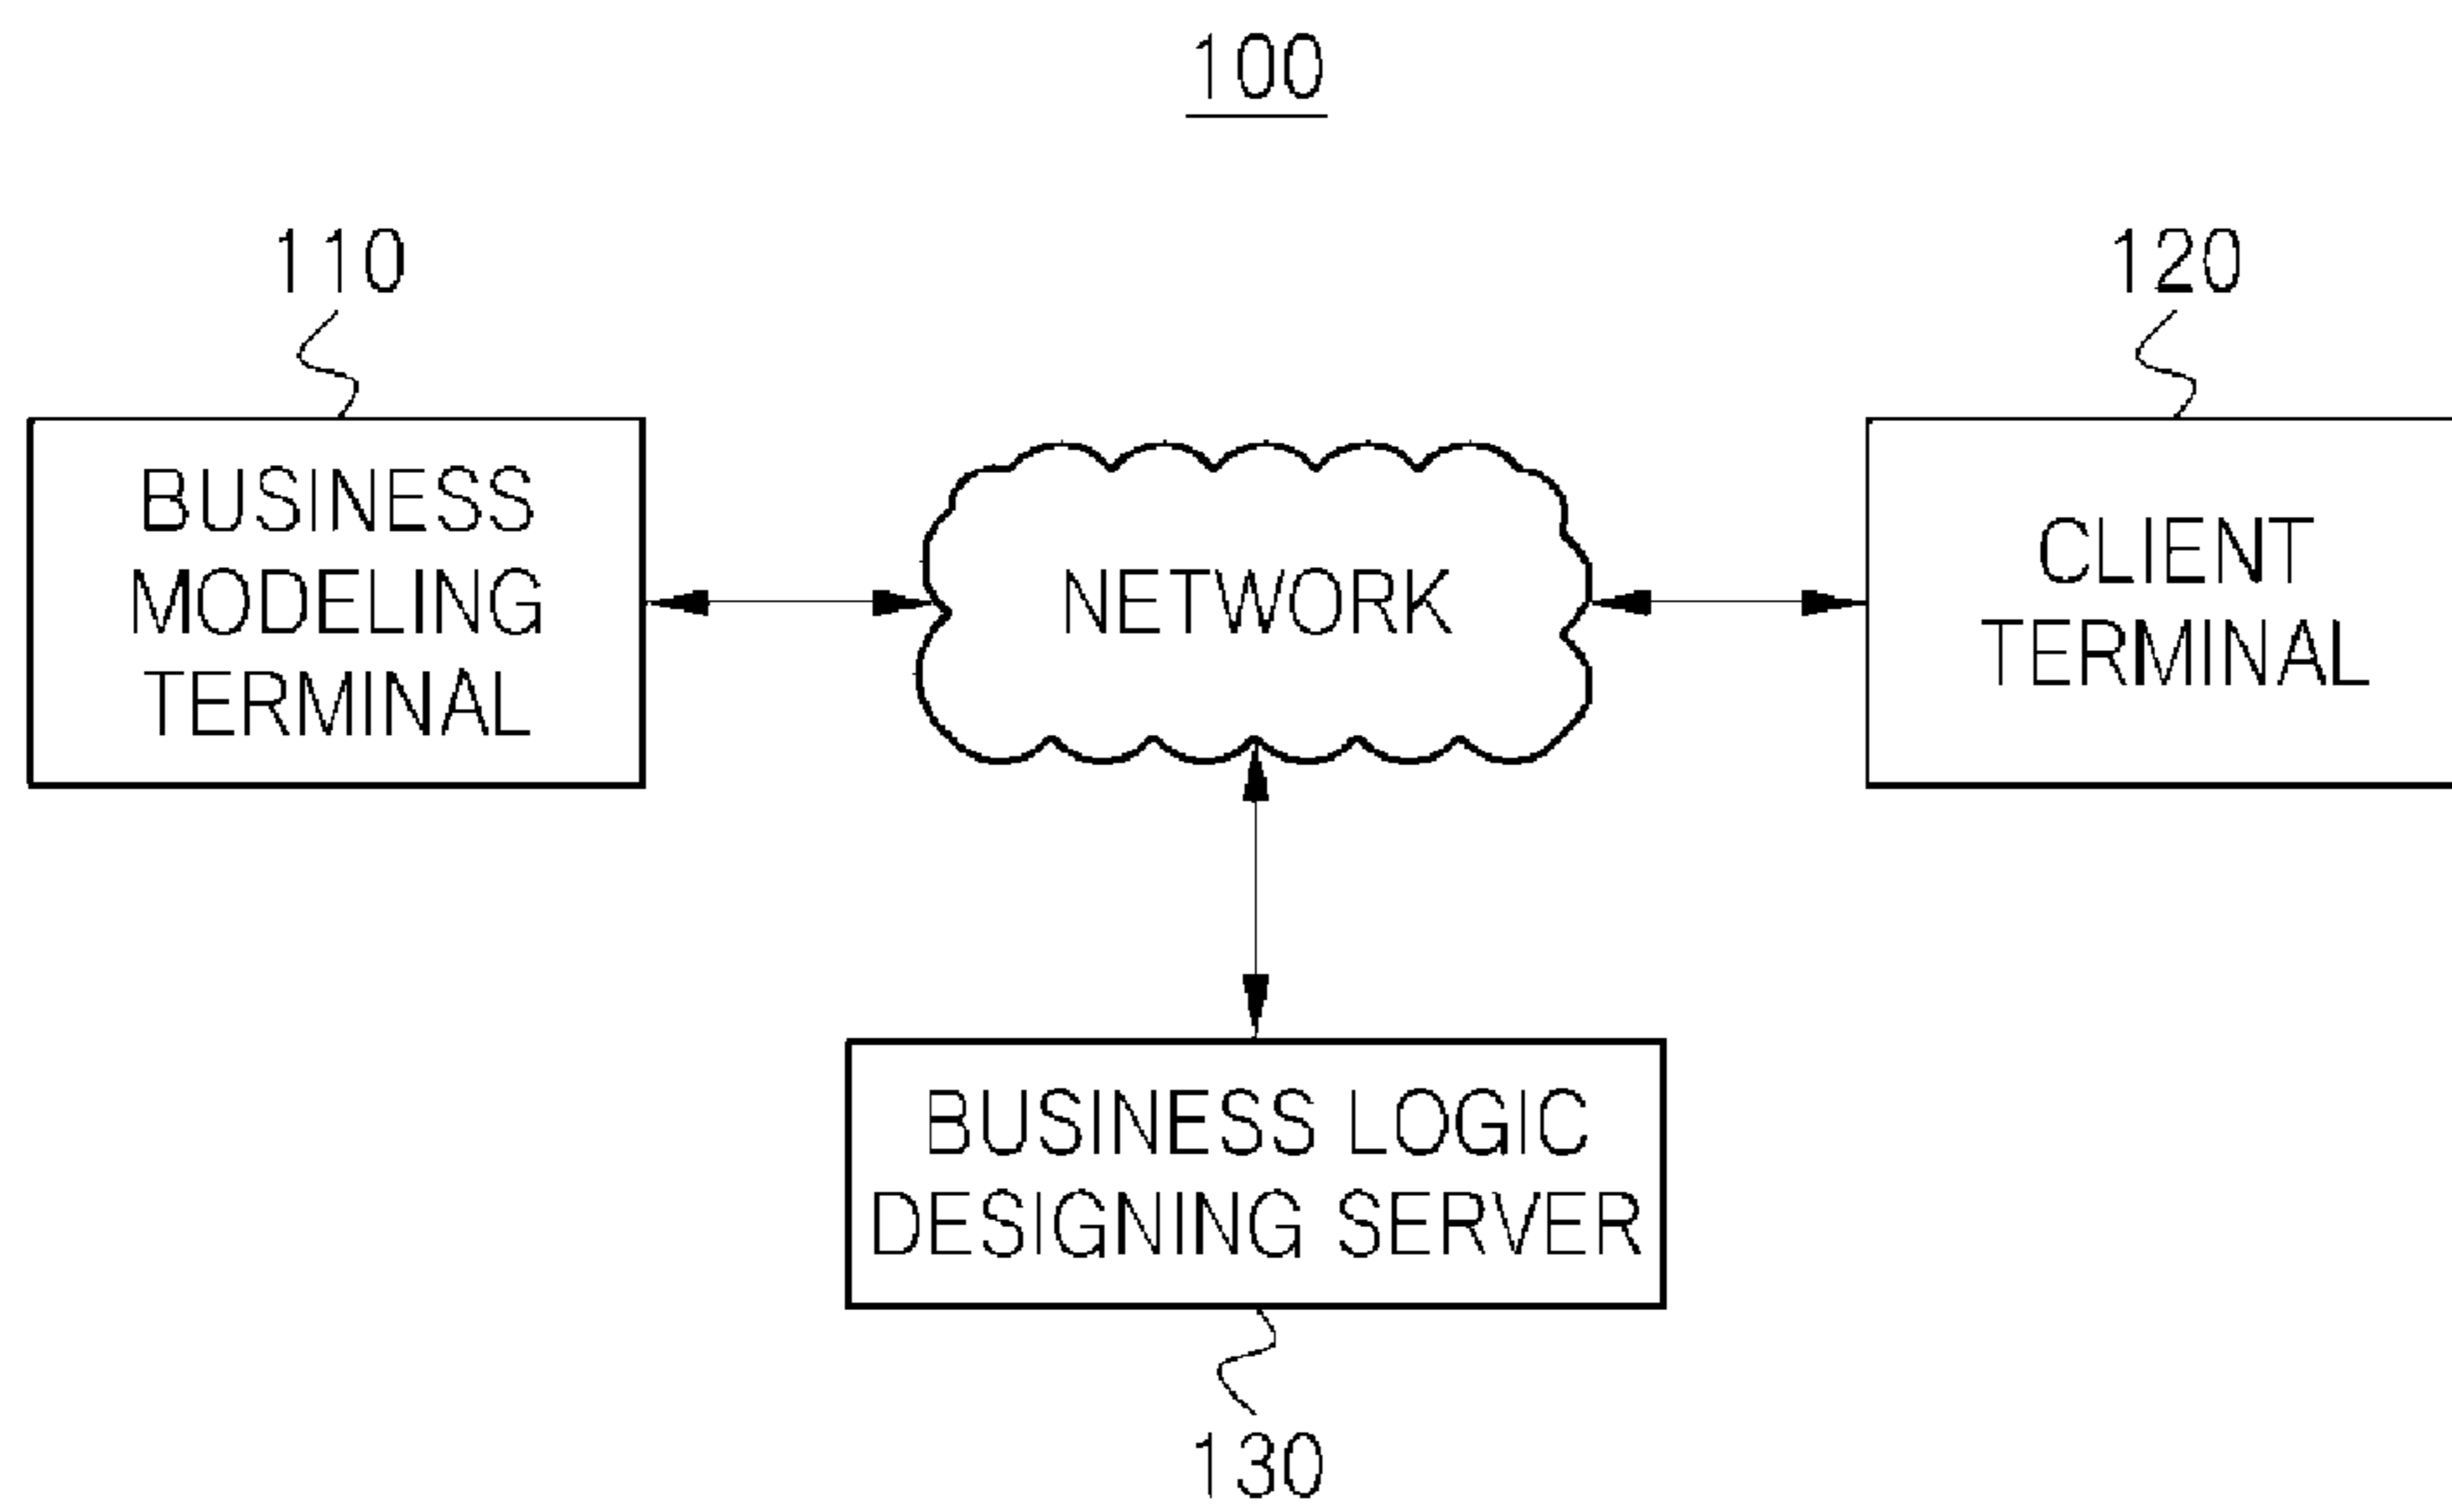 100
110
120
BUSINESS
MODELING
TERMINAL
NETWORK
CLIENT
TERMINAL
BUSINESS LOGIC
DESIGNING SERVER
130